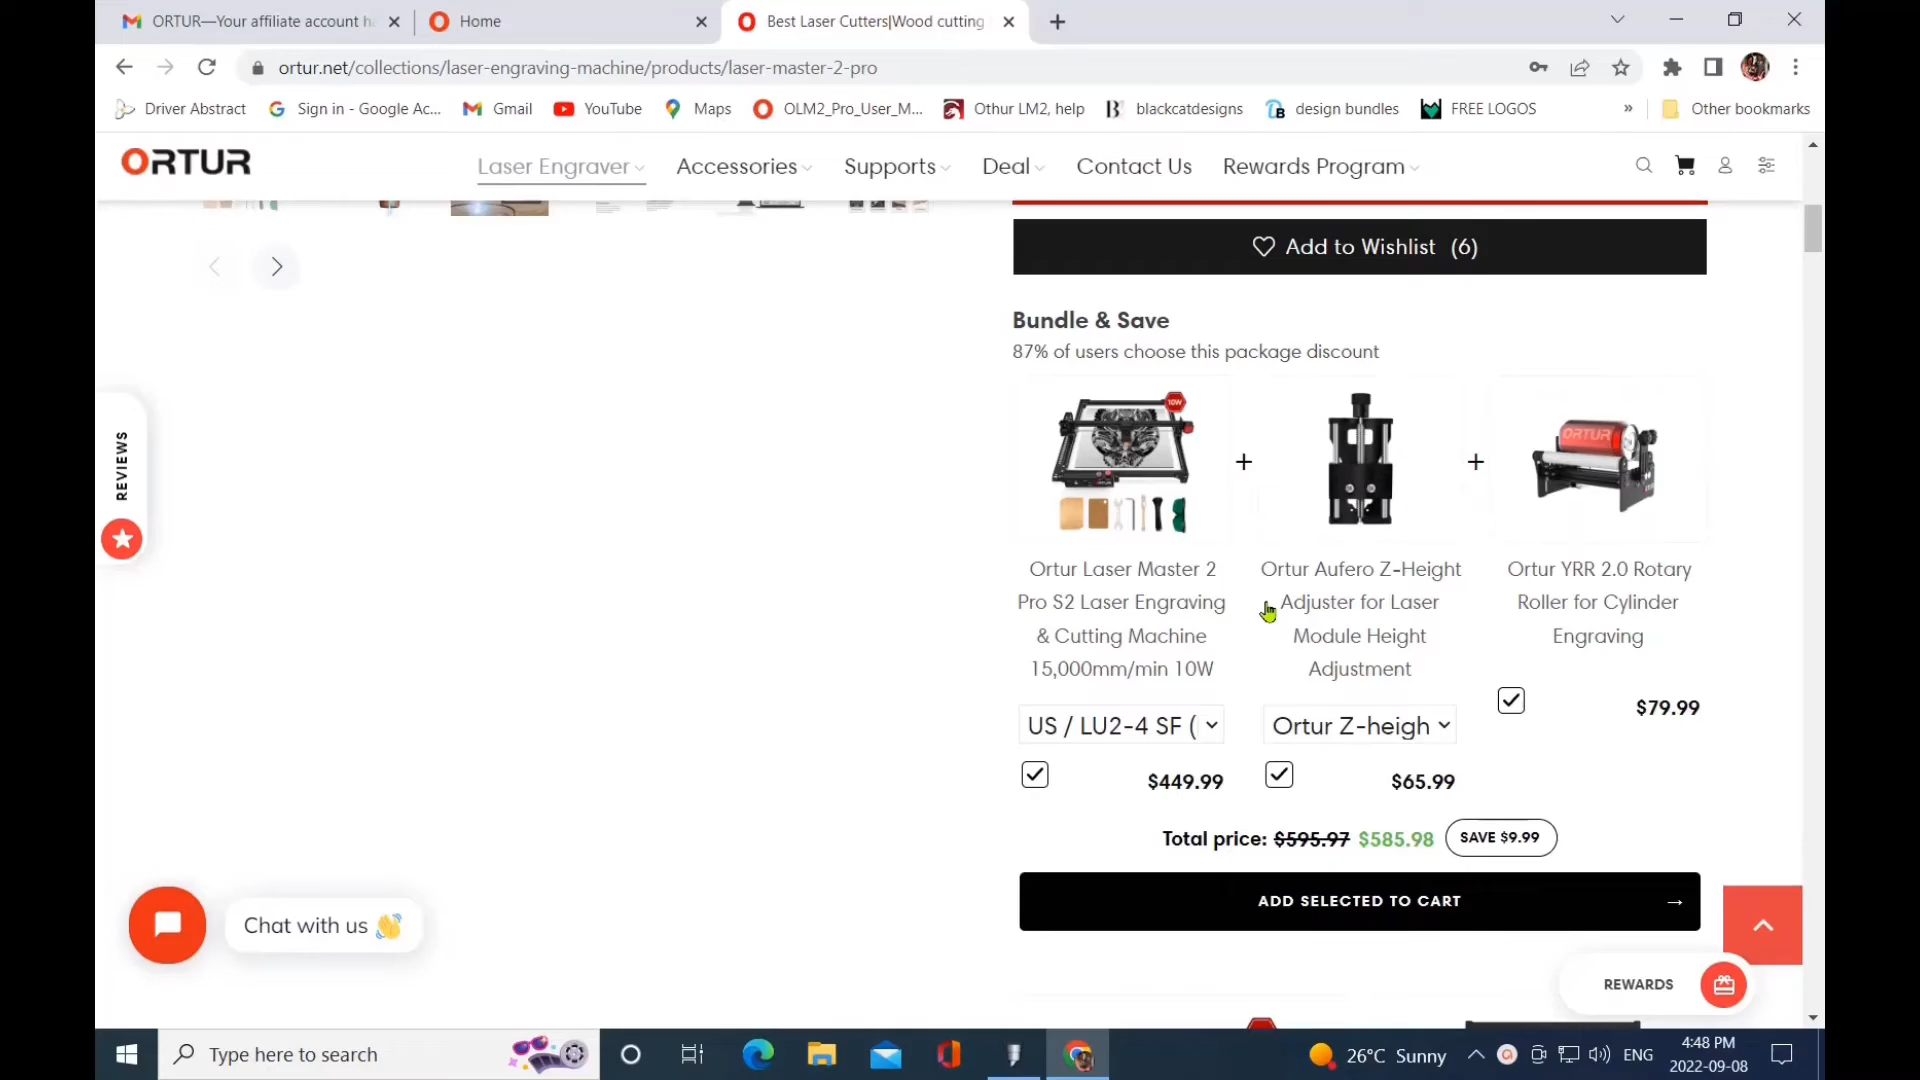 ORTUR—Your affiliate account h
Home
Best Laser Cutters|Wood cutting
ortur.net/collections/laser-engraving-machine/products/laser-master-2-pro
Driver Abstract
Sign in - Google Ac...
Gmail
YouTube
Maps
OLM2_Pro_User_M...
Othur LM2, help
blackcatdesigns
design bundles
FREE LOGOS
»
Other bookmarks
ORTUR
Laser Engraver
Accessories
Supports
Deal
Contact Us
Rewards Program
Add to Wishlist (6)
Bundle & Save
87% of users choose this package discount
10W
+
ORTUR
+
Ortur Laser Master 2
Pro S2 Laser Engraving
& Cutting Machine
15,000mm/min 10W
US / LU2-4 SF (
$449.99
Ortur Aufero Z-Height
Adjuster for Laser
Module Height
Adjustment
Ortur Z-heigh
$65.99
Ortur YRR 2.0 Rotary
Roller for Cylinder
Engraving
$79.99
Total price: $595.97 $585.98 SAVE $9.99
ADD SELECTED TO CART →
REVIEWS
Chat with us 👋
REWARDS
Type here to search
26°C Sunny
ENG
4:48 PM
2022-09-08